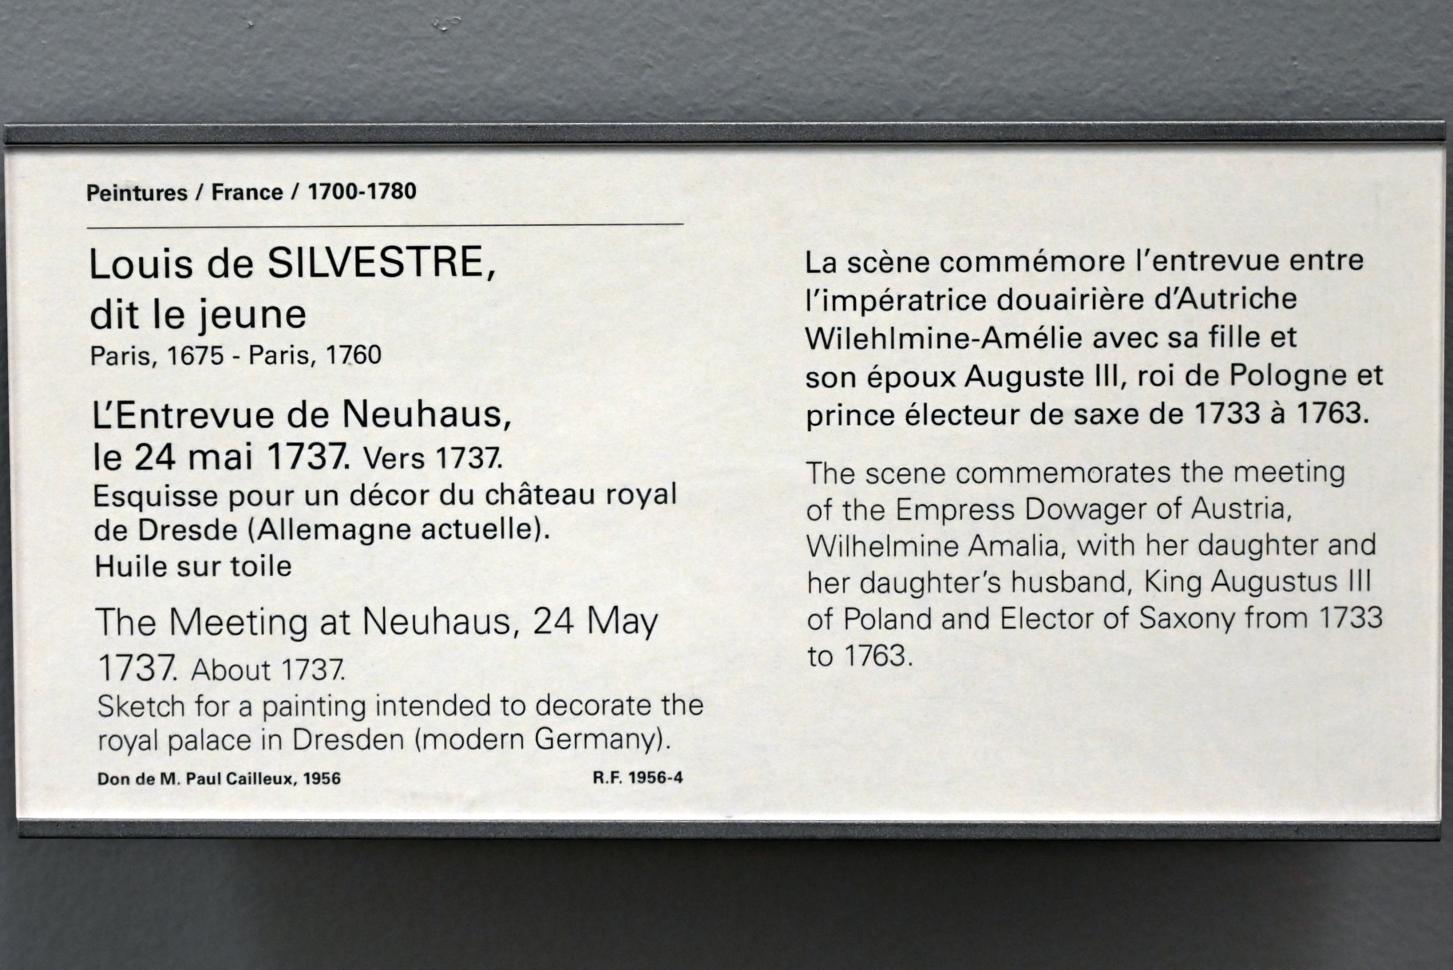 Peintures / France / 1700-1780
Louis de SILVESTRE,
dit le jeune
Paris, 1675 - Paris, 1760
L'Entrevue de Neuhaus,
le 24 mai 1737. Vers 1737.
Esquisse pour un décor du château royal
de Dresde (Allemagne actuelle).
Huile sur toile
The Meeting at Neuhaus, 24 May
1737. About 1737.
Sketch for a painting intended to decorate the
royal palace in Dresden (modern Germany).
Don de M. Paul Cailleux, 1956 R.F. 1956-4
La scène commémore l'entrevue entre
l'impératrice douairière d'Autriche
Wilehlmine-Amélie avec sa fille et
son époux Auguste III, roi de Pologne et
prince électeur de saxe de 1733 à 1763.
The scene commemorates the meeting
of the Empress Dowager of Austria,
Wilhelmine Amalia, with her daughter and
her daughter's husband, King Augustus III
of Poland and Elector of Saxony from 1733
to 1763.